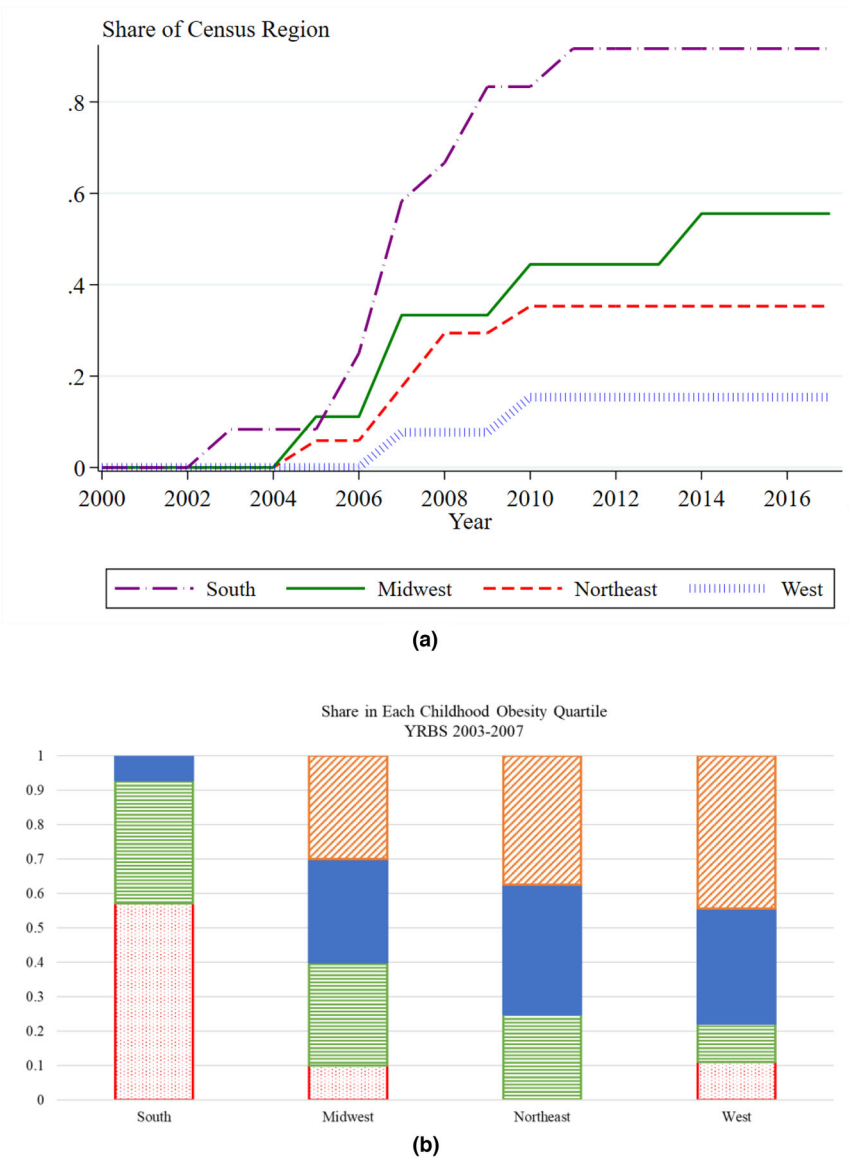 Share of Census Region
.8
.6
.4
.2
0
2000 2002 2004 2006 2008 2010 2012 2014 2016
Year
South Midwest Northeast West
(a)
Share in Each Childhood Obesity Quartile
YRBS 2003-2007
1
0.9
0.8
0.7
0.6
0.5
0.4
0.3
0.2
0.1
0
South Midwest Northeast West
(b)